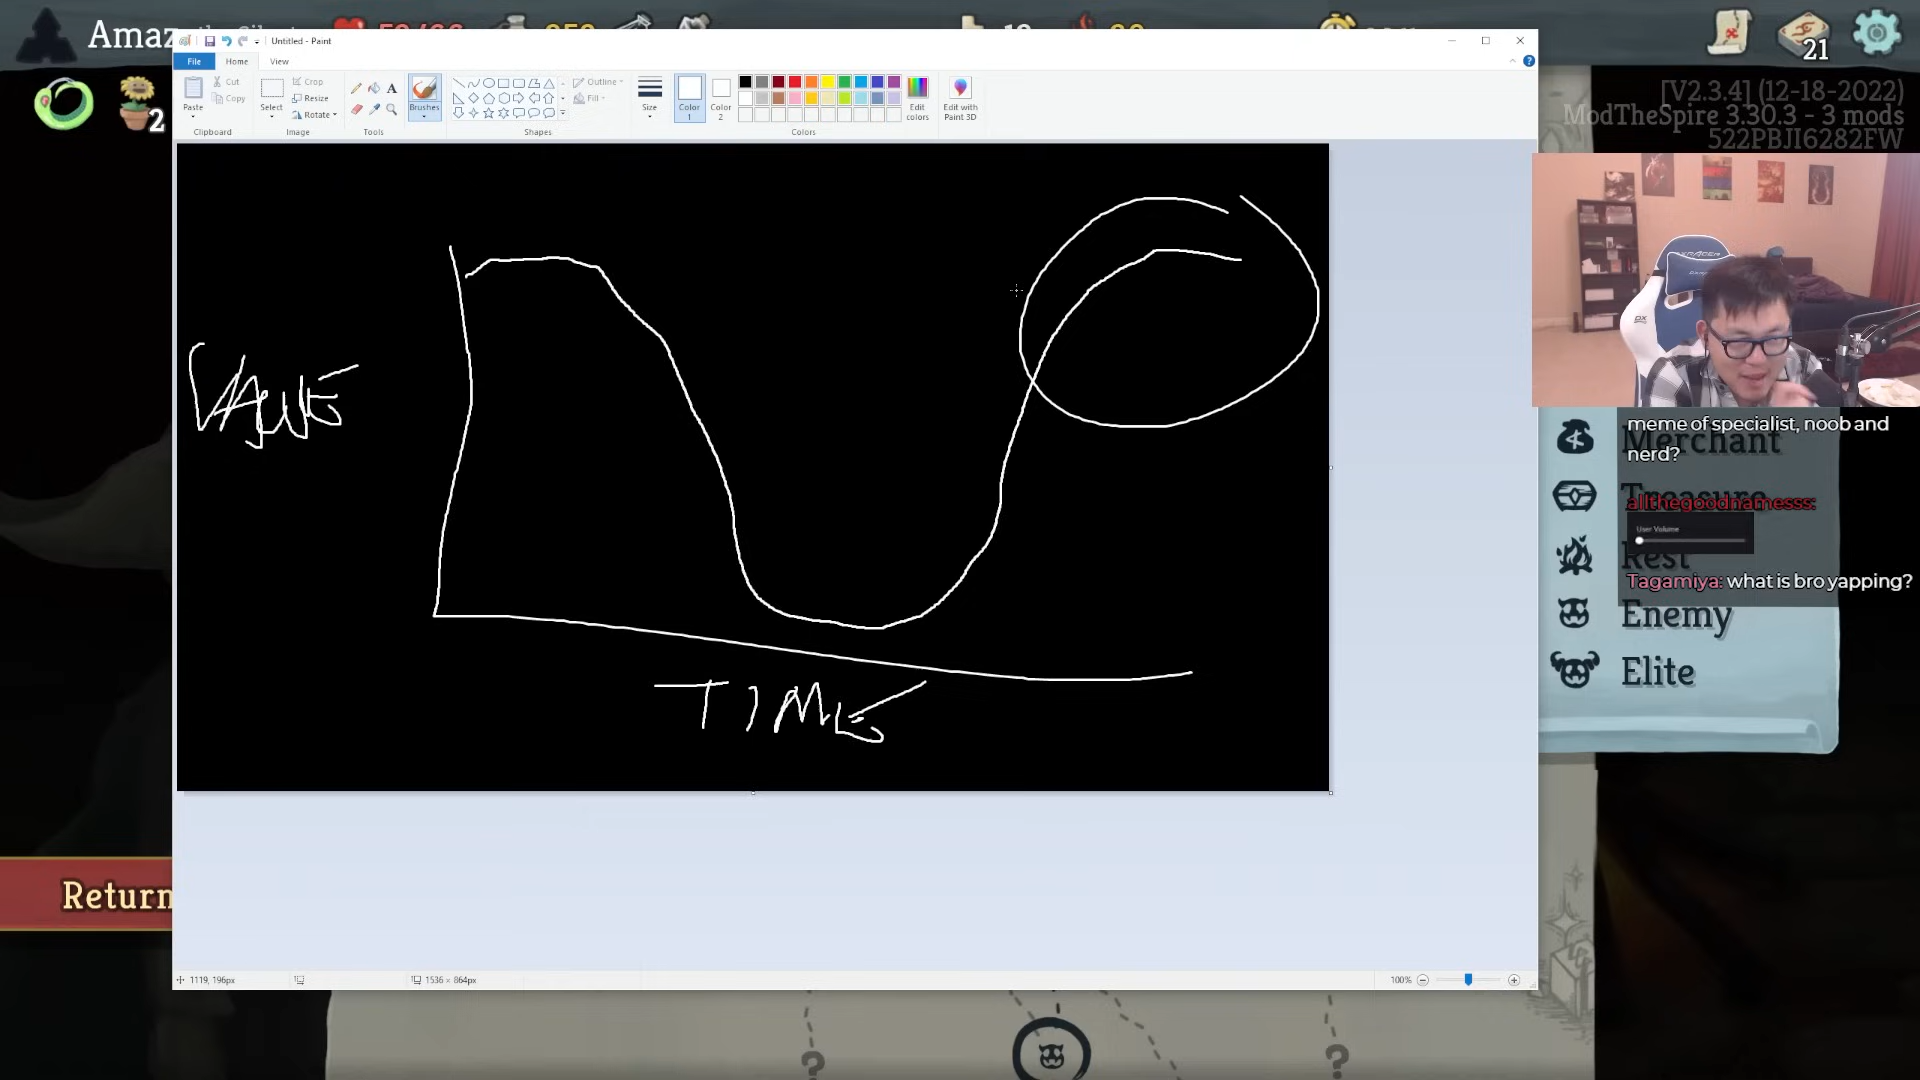 Amaz
21
Untitled - Paint
File
Home
View
Cut
Copy
Paste
Clipboard
Crop
Resize
Rotate
Select
Image
Tools
Brushes
Outline
Fill
Shapes
Size
Color 1
Color 2
Edit colors
Edit with Paint 3D
Colors
2
[V2.3.4] (12-18-2022)
ModTheSpire 3.30.3 - 3 mods
522PBJI6282FW
VALUE
TIME
meme of specialist, noob and
nerd?
Merchant
Treasure
allthegoodnamesss:
User Volume
Rest
Tagamiya: what is bro yapping?
Enemy
Elite
Return
1119, 196px
1536 × 864px
100%
?
?